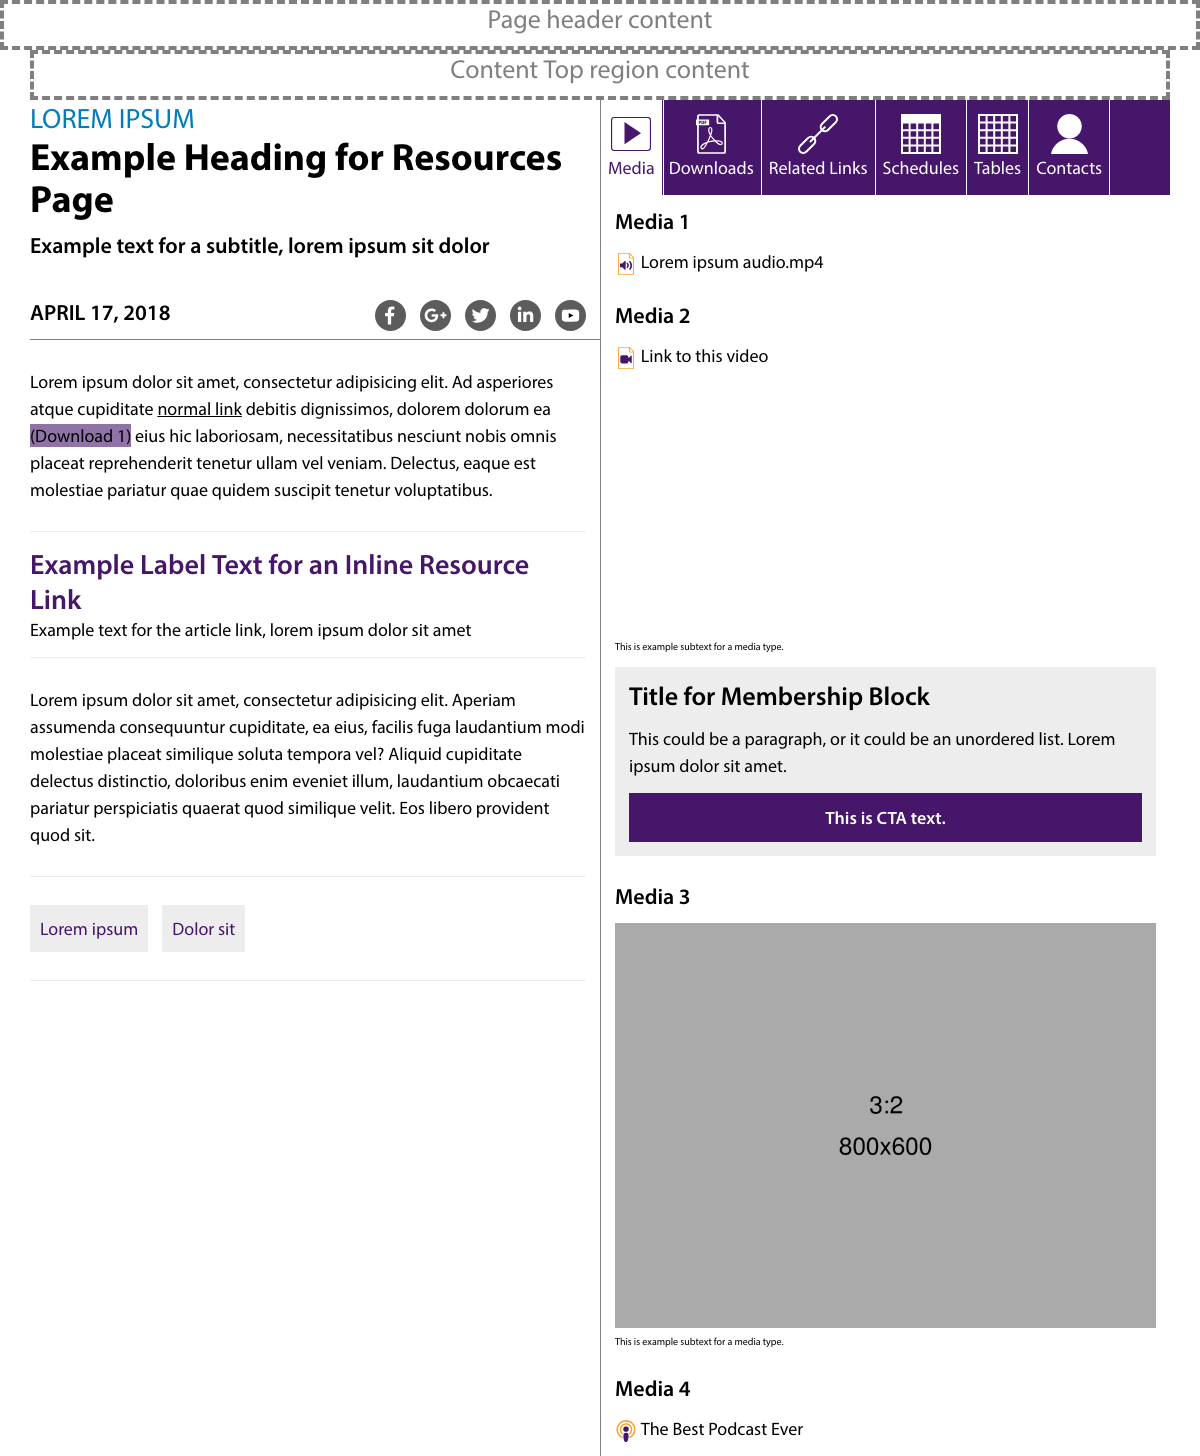 Page header content
Content Top region content
LOREM IPSUM
Example Heading for Resources
Page
Example text for a subtitle, lorem ipsum sit dolor
APRIL 17, 2018
Lorem ipsum dolor sit amet, consectetur adipisicing elit. Ad asperiores
atque cupiditate normal link debitis dignissimos, dolorem dolorum ea
(Download 1) eius hic laboriosam, necessitatibus nesciunt nobis omnis
placeat reprehenderit tenetur ullam vel veniam. Delectus, eaque est
molestiae pariatur quae quidem suscipit tenetur voluptatibus.
Example Label Text for an Inline Resource
Link
Example text for the article link, lorem ipsum dolor sit amet
Lorem ipsum dolor sit amet, consectetur adipisicing elit. Aperiam
assumenda consequuntur cupiditate, ea eius, facilis fuga laudantium modi
molestiae placeat similique soluta tempora vel? Aliquid cupiditate
delectus distinctio, doloribus enim eveniet illum, laudantium obcaecati
pariatur perspiciatis quaerat quod similique velit. Eos libero provident
quod sit.
Lorem ipsum Dolor sit
PDF
Media Downloads Related Links Schedules Tables Contacts
Media 1
Lorem ipsum audio.mp4
Media 2
Link to this video
This is example subtext for a media type.
Title for Membership Block
This could be a paragraph, or it could be an unordered list. Lorem
ipsum dolor sit amet.
This is CTA text.
Media 3
3:2
800x600
This is example subtext for a media type.
Media 4
The Best Podcast Ever